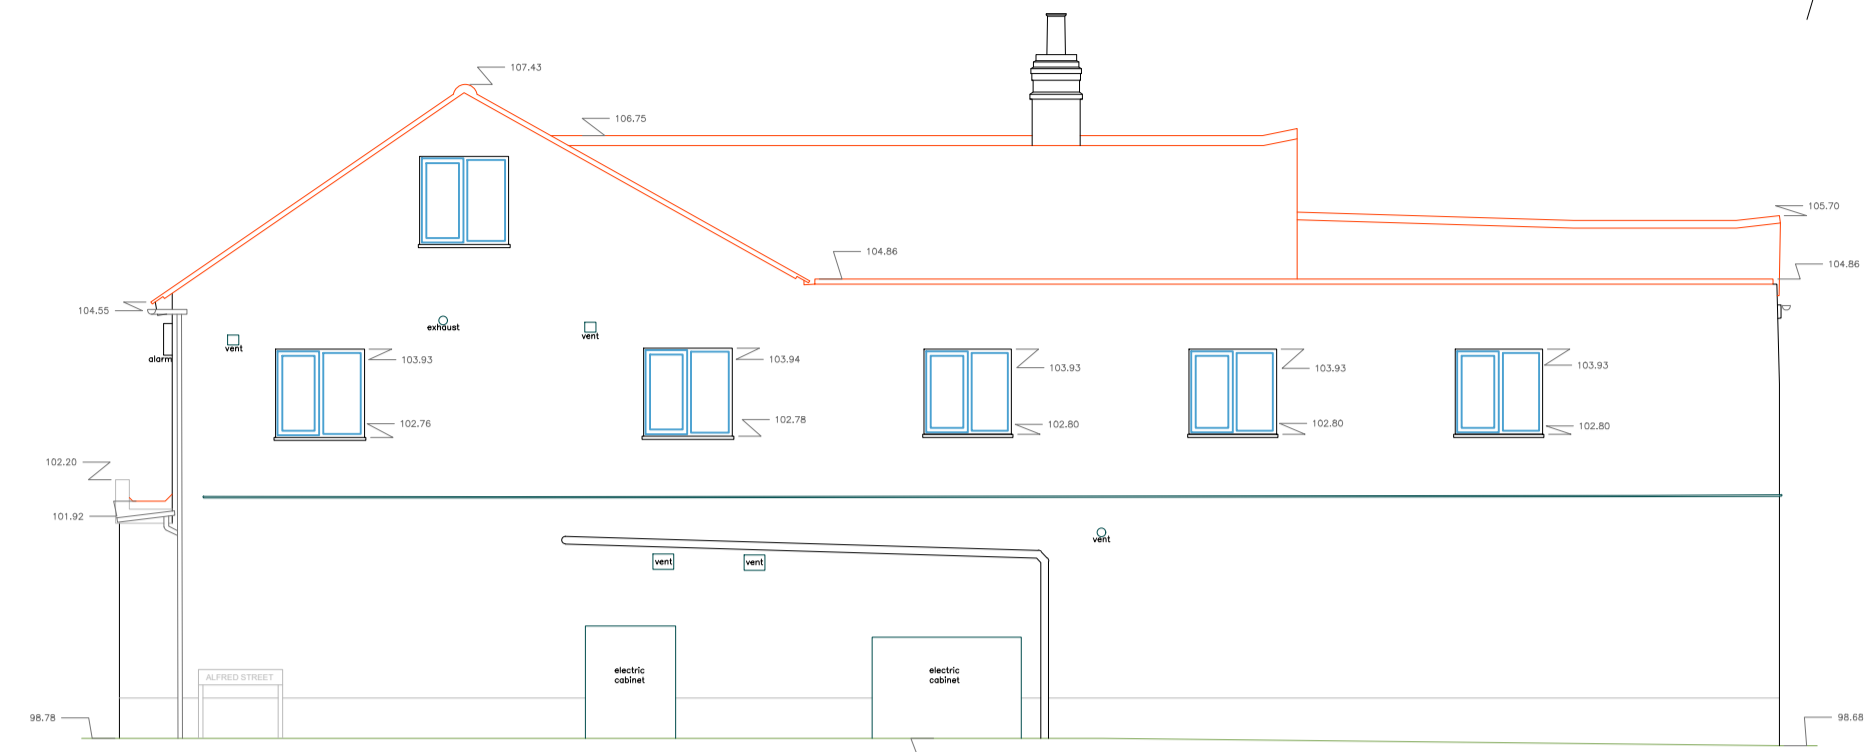 107.43
106.75
105.70
104.86
104.86
104.55
exhaust
vent
vent
alarm
103.93
103.94
103.93
103.93
103.93
102.76
102.78
102.80
102.80
102.80
102.20
101.92
vent
vent
vent
electric
cabinet
electric
cabinet
ALFRED STREET
98.78
98.68